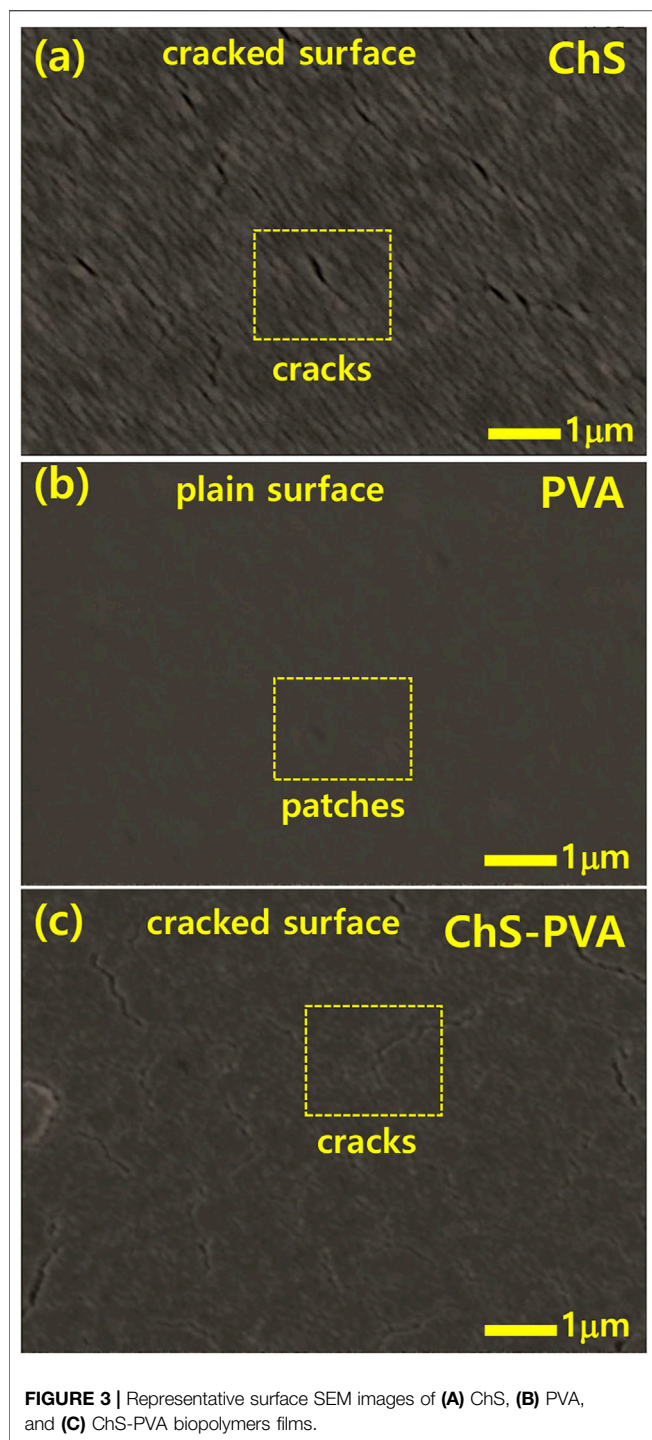 (a) cracked surface ChS
cracks
1μm
(b) plain surface PVA
patches
1μm
(c) cracked surface ChS-PVA
cracks
1μm
FIGURE 3 | Representative surface SEM images of (A) ChS, (B) PVA,
and (C) ChS-PVA biopolymers films.